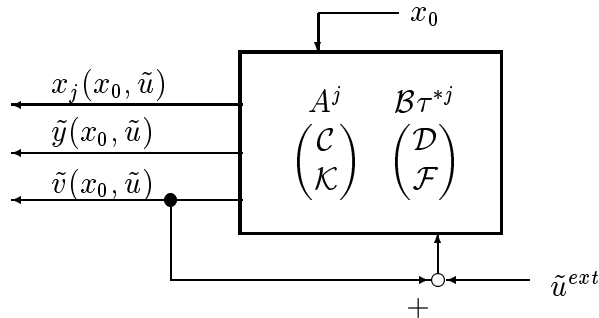 x_0
x_j(x_0, ũ)
ỹ(x_0, ũ)
ṽ(x_0, ũ)
A^j ℬτ^{*j}
(𝒞 𝒦) (𝒟 ℱ)
ũ^{ext}
+